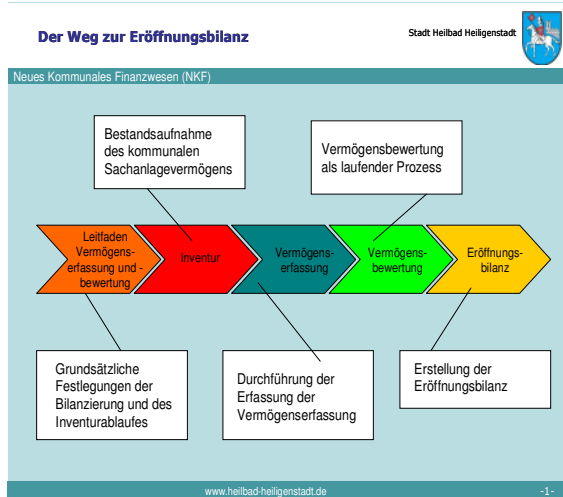 Der Weg zur Eröffnungsbilanz
Stadt Heilbad Heiligenstadt
Neues Kommunales Finanzwesen (NKF)
Bestandsaufnahme
des kommunalen
Sachanlagevermögens
Vermögensbewertung
als laufender Prozess
Leitfaden
Vermögens-
erfassung und -
bewertung
Inventur
Vermögens-
erfassung
Vermögens-
bewertung
Eröffnungs-
bilanz
Grundsätzliche
Festlegungen der
Bilanzierung und des
Inventurablaufes
Durchführung der
Erfassung der
Vermögenserfassung
Erstellung der
Eröffnungsbilanz
www.heilbad-heiligenstadt.de
-1-